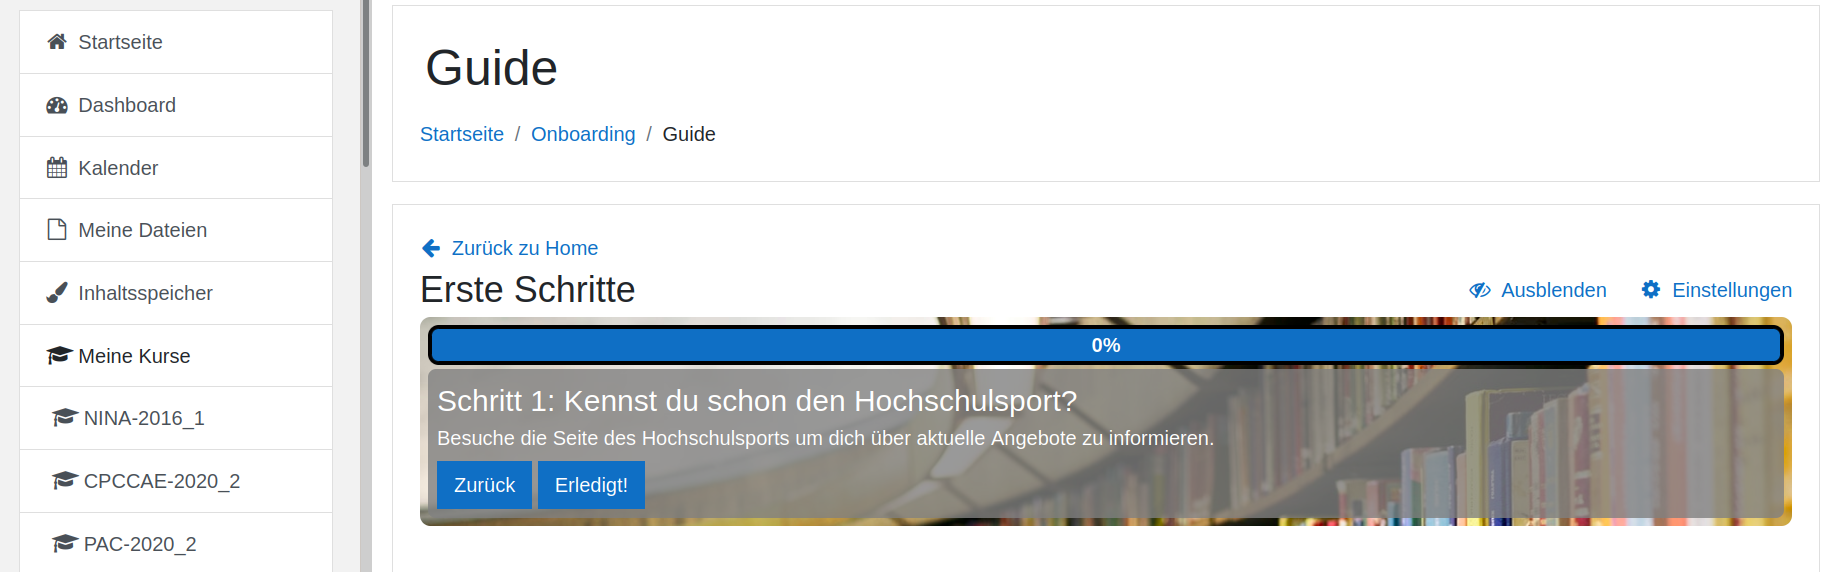 Startseite
Dashboard
Kalender
Meine Dateien
Inhaltsspeicher
Meine Kurse
NINA-2016_1
CPCCAE-2020_2
PAC-2020_2
Guide
Startseite / Onboarding / Guide
Zurück zu Home
Erste Schritte
Ausblenden Einstellungen
0%
Schritt 1: Kennst du schon den Hochschulsport?
Besuche die Seite des Hochschulsports um dich über aktuelle Angebote zu informieren.
Zurück Erledigt!